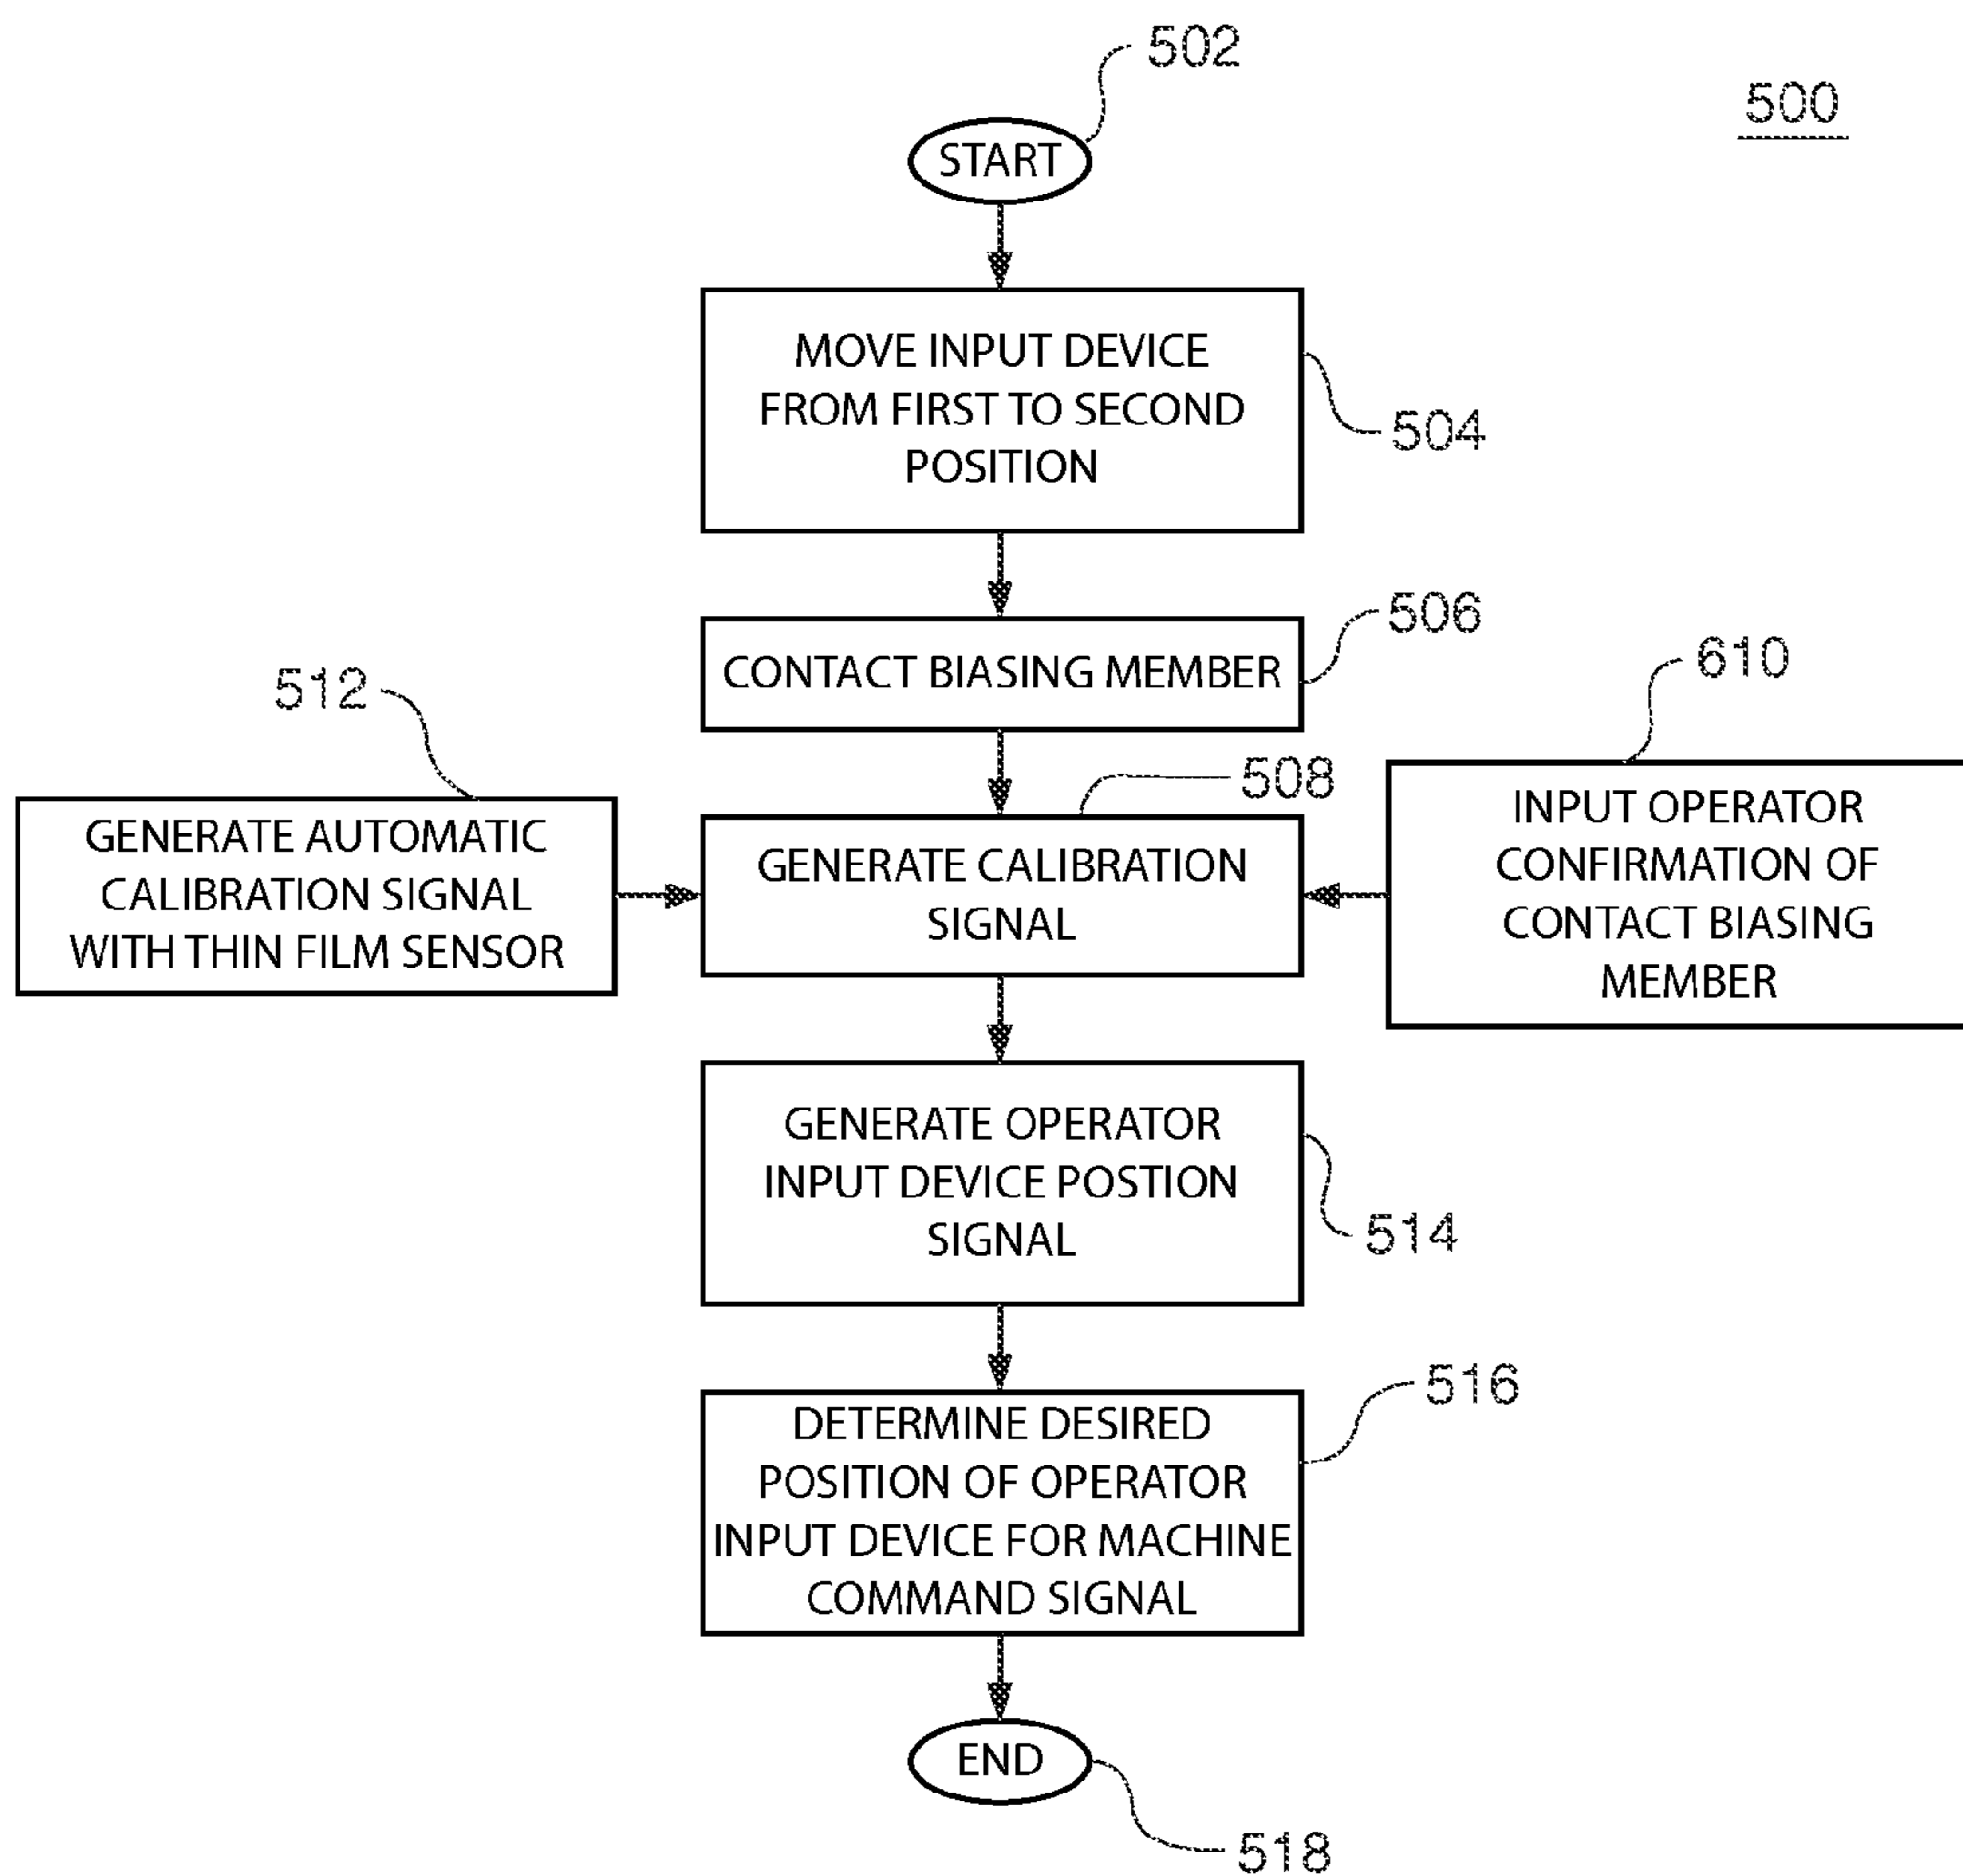 502
500
START
MOVE INPUT DEVICE
FROM FIRST TO SECOND
POSITION
504
CONTACT BIASING MEMBER
506
512
610
508
GENERATE AUTOMATIC
CALIBRATION SIGNAL
WITH THIN FILM SENSOR
GENERATE CALIBRATION
SIGNAL
INPUT OPERATOR
CONFIRMATION OF
CONTACT BIASING
MEMBER
GENERATE OPERATOR
INPUT DEVICE POSTION
SIGNAL
514
516
DETERMINE DESIRED
POSITION OF OPERATOR
INPUT DEVICE FOR MACHINE
COMMAND SIGNAL
END
518